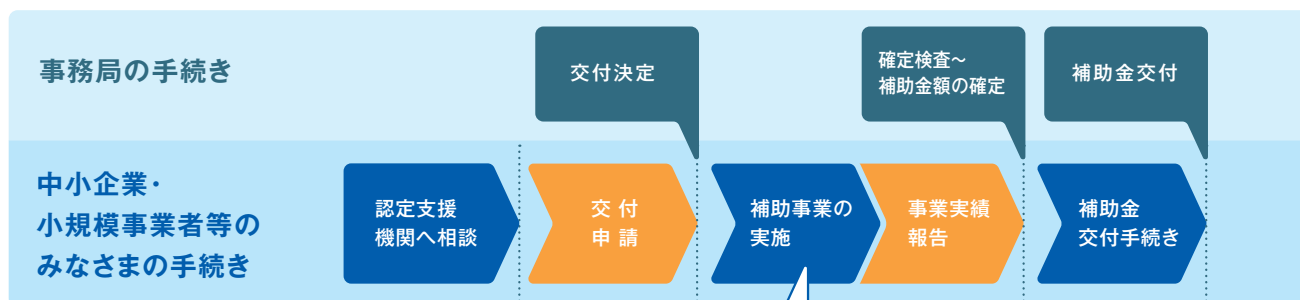 事務局の手続き
交付決定
確定検査～
補助金額の確定
補助金交付
中小企業・
小規模事業者等の
みなさまの手続き
認定支援
機関へ相談
交付
申請
補助事業の
実施
事業実績
報告
補助金
交付手続き